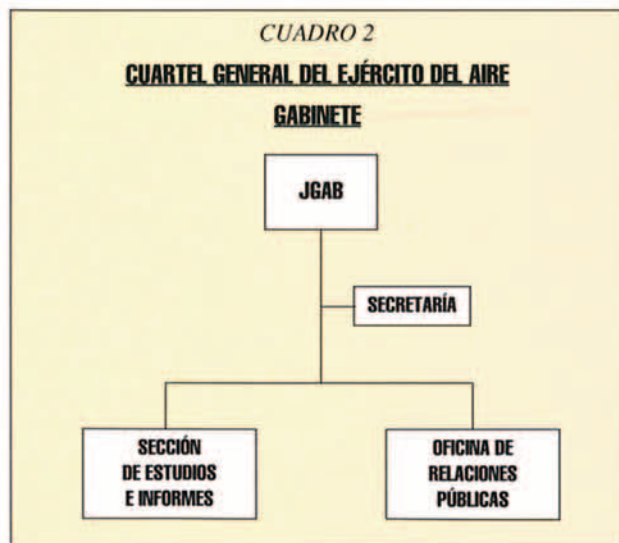 CUADRO 2
CUARTEL GENERAL DEL EJÉRCITO DEL AIRE
GABINETE
JGAB
SECRETARÍA
SECCIÓN
DE ESTUDIOS
E INFORMES
OFICINA DE
RELACIONES
PÚBLICAS